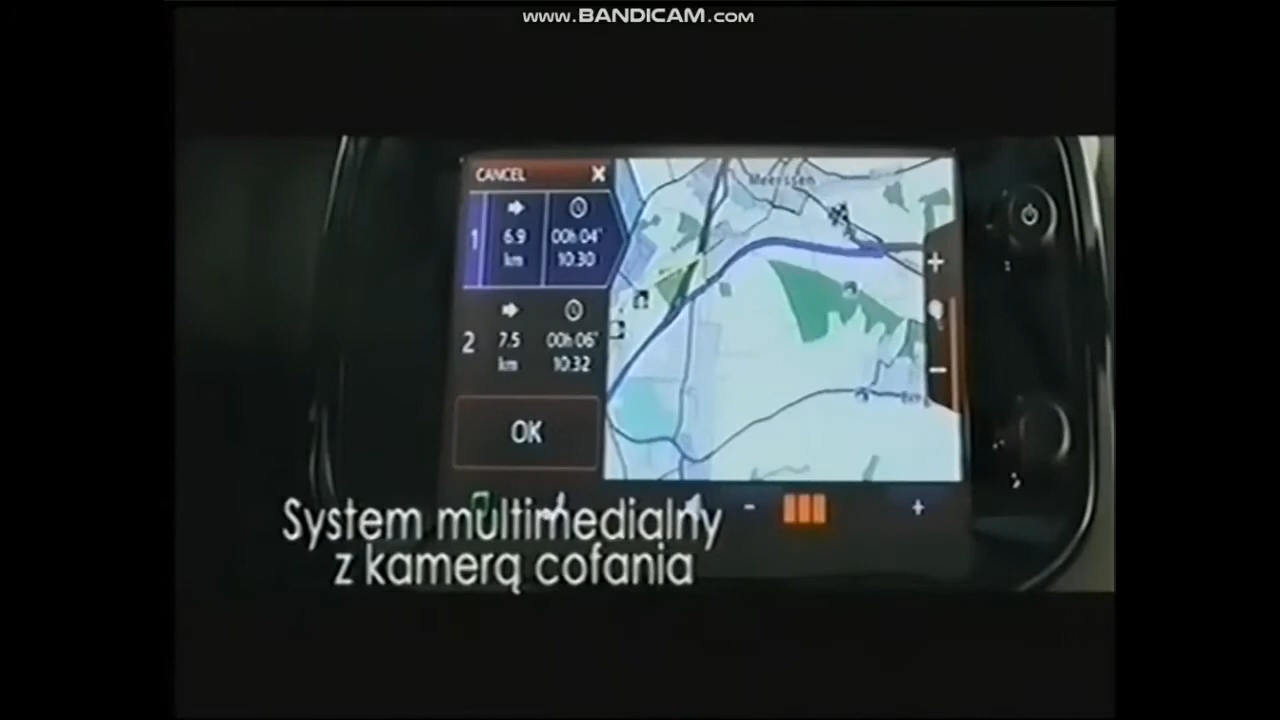 www.BANDICAM.COM
CANCEL X
1
6.9
km
00h 04'
10:30
2
7.5
km
00h 06'
10:32
OK
Meerssen
+
-
- +
System multimedialny
z kamerą cofania